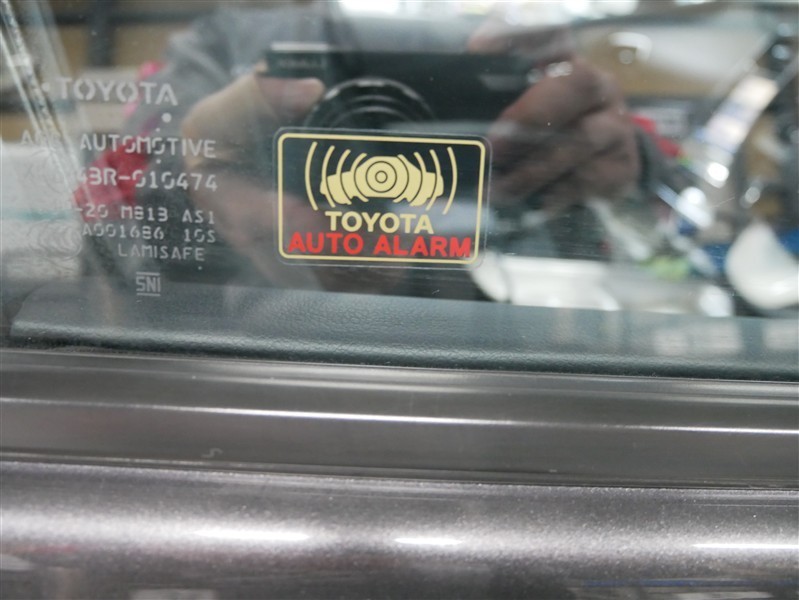 TOYOTA
AUTOMOTIVE
43R-010474
-20 M813 AS1
A001686 10S
LAMISAFE
SNI
TOYOTA
AUTO ALARM